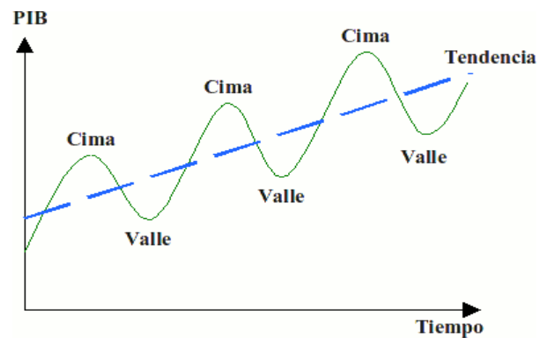 PIB
Cima
Tendencia
Cima
Cima
Valle
Valle
Valle
Tiempo